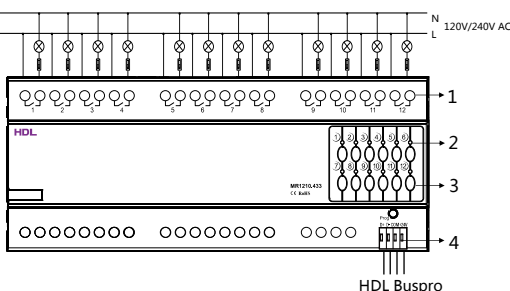 N
L
120V/240V AC
1 2 3 4 5 6 7 8 9 10 11 12
1
HDL
① ② ③ ④ ⑤ ⑥
2
⑦ ⑧ ⑨ ⑩ ⑪ ⑫
3
MR1210.433
CE RoHS
Prog
D- D+ COM 24V
4
HDL Buspro